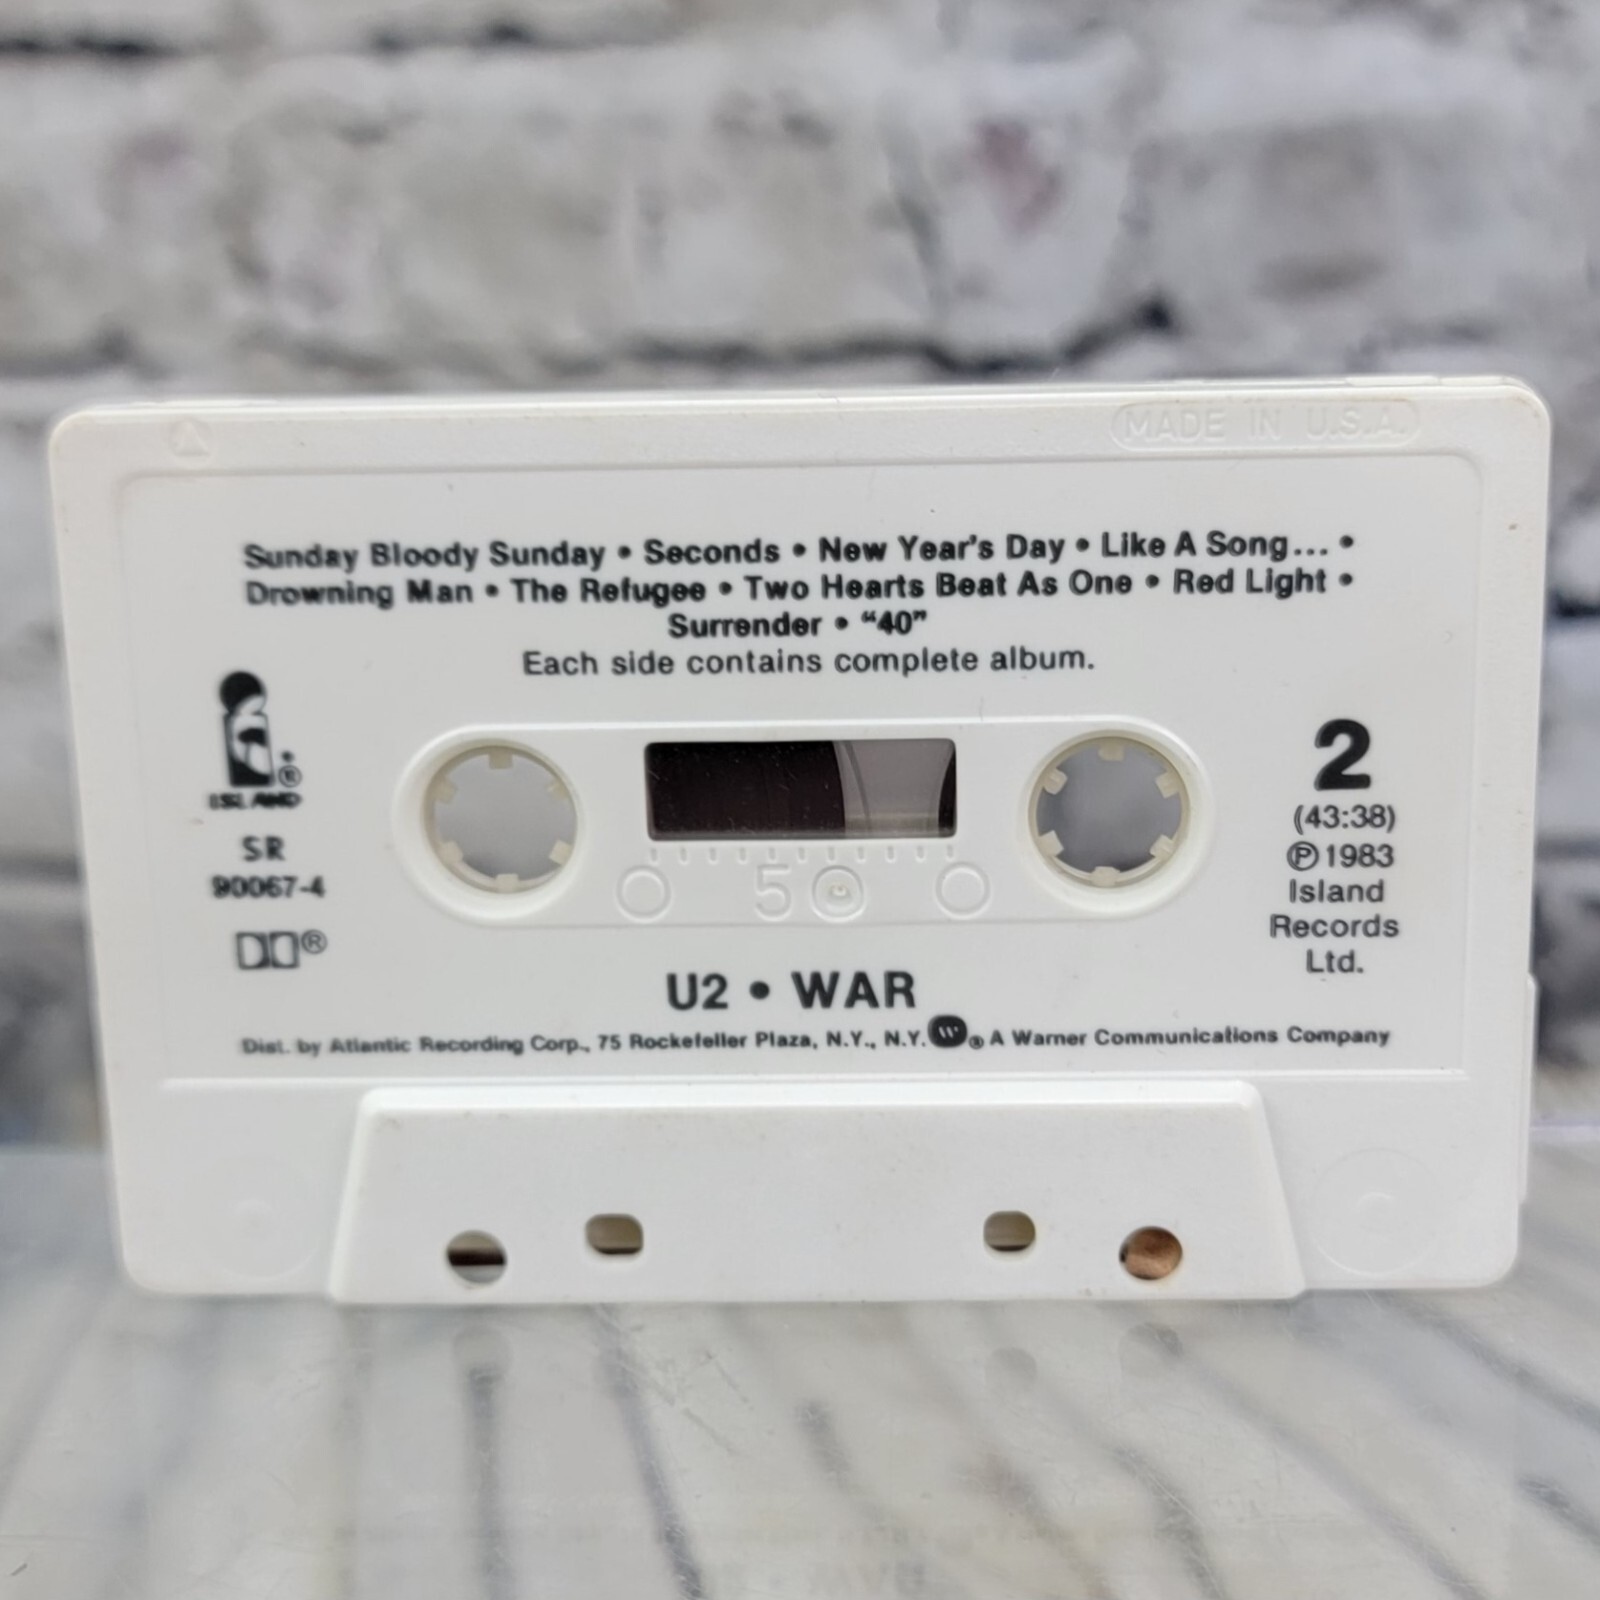 MADE IN U.S.A.
Sunday Bloody Sunday • Seconds • New Year's Day • Like A Song... •
Drowning Man • The Refugee • Two Hearts Beat As One • Red Light •
Surrender • “40”
Each side contains complete album.
®
ISLAND
SR
90067-4
®
2
(43:38)
℗ 1983
Island
Records
Ltd.
5
U2 • WAR
Dist. by Atlantic Recording Corp., 75 Rockefeller Plaza, N.Y., N.Y. ® A Warner Communications Company